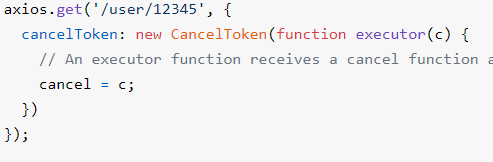 axios.get('/user/12345', {
  cancelToken: new CancelToken(function executor(c) {
    // An executor function receives a cancel function a
    cancel = c;
  })
});